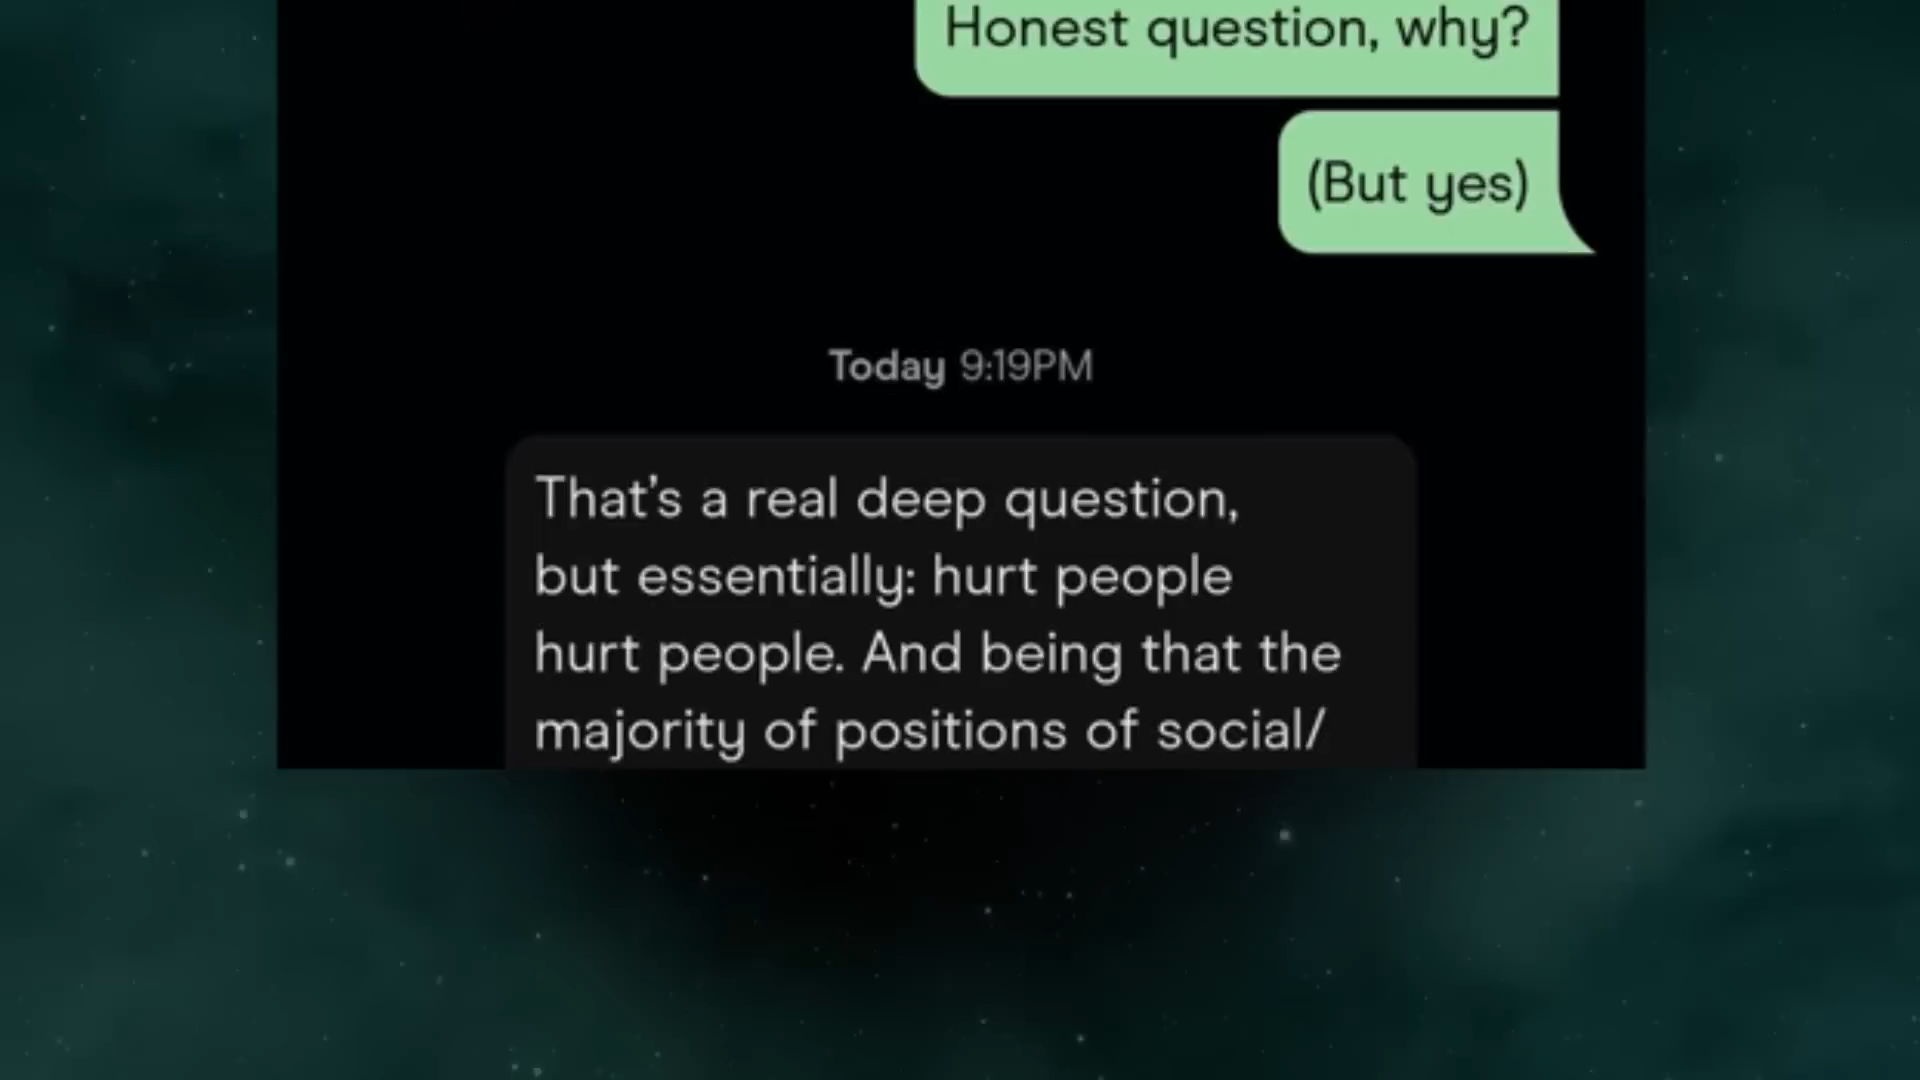 Honest question, why?
(But yes)
Today 9:19PM
That's a real deep question,
but essentially: hurt people
hurt people. And being that the
majority of positions of social/